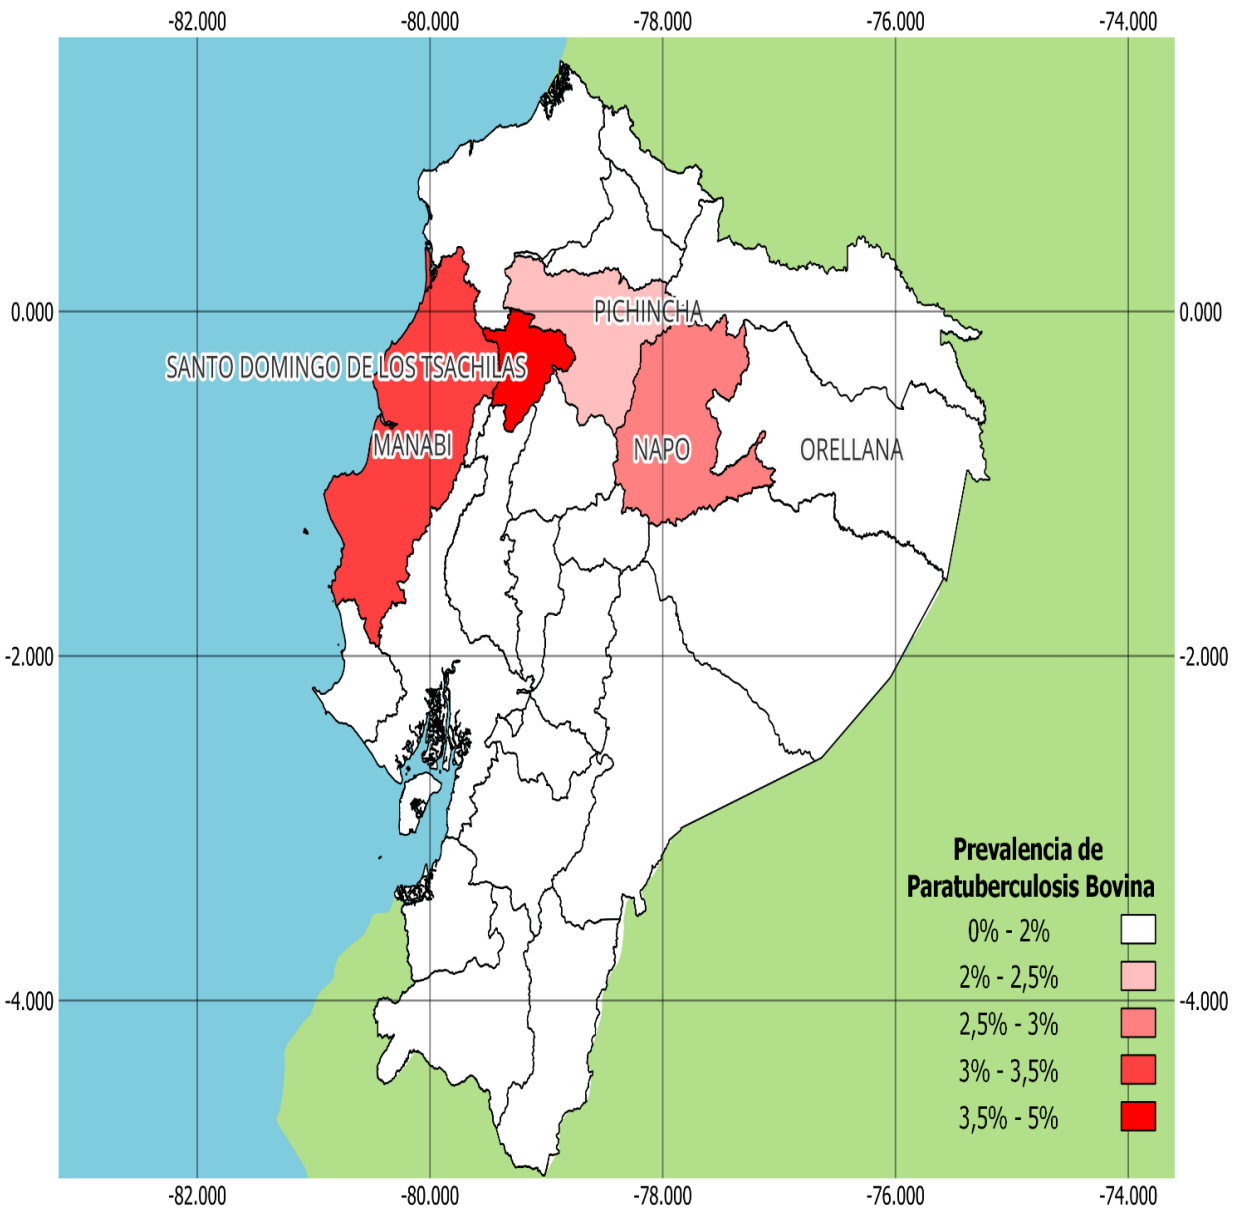 -82.000 -80.000 -78.000 -76.000 -74.000
0.000 PICHINCHA 0.000
SANTO DOMINGO DE LOS TSACHILAS
MANABI NAPO ORELLANA
-2.000 -2.000
Prevalencia de
Paratuberculosis Bovina
0% - 2%
2% - 2,5%
-4.000 -4.000
2,5% - 3%
3% - 3,5%
3,5% - 5%
-82.000 -80.000 -78.000 -76.000 -74.000